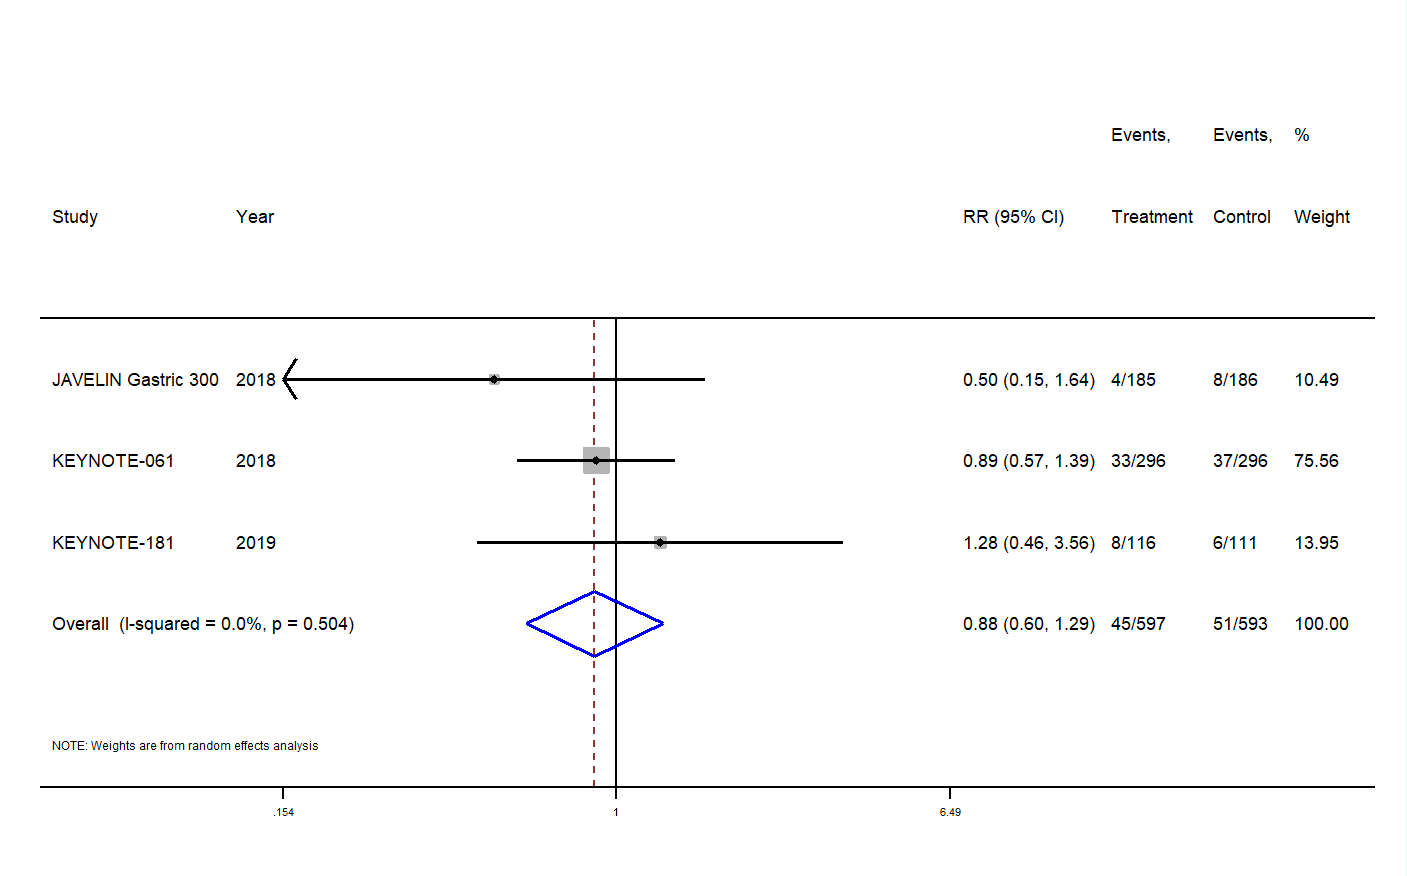 Events, Events, %
Study Year RR (95% CI) Treatment Control Weight
JAVELIN Gastric 300 2018 0.50 (0.15, 1.64) 4/185 8/186 10.49
KEYNOTE-061 2018 0.89 (0.57, 1.39) 33/296 37/296 75.56
KEYNOTE-181 2019 1.28 (0.46, 3.56) 8/116 6/111 13.95
Overall (I-squared = 0.0%, p = 0.504) 0.88 (0.60, 1.29) 45/597 51/593 100.00
NOTE: Weights are from random effects analysis
.154 1 6.49